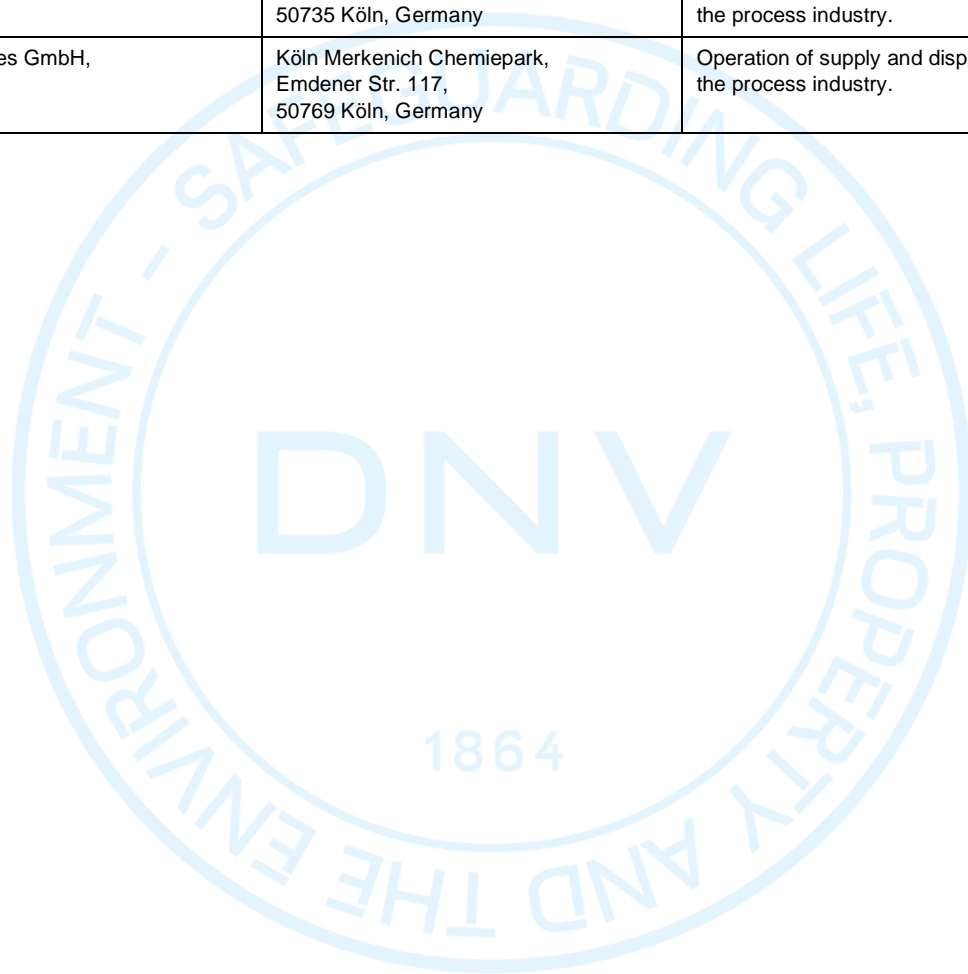 50735 Köln, Germany
the process industry.
es GmbH,
Köln Merkenich Chemiepark,
Emdener Str. 117,
50769 Köln, Germany
Operation of supply and disp
the process industry.
SAFEGUARDING LIFE, PROPERTY AND THE ENVIRONMENT -
DNV
1864